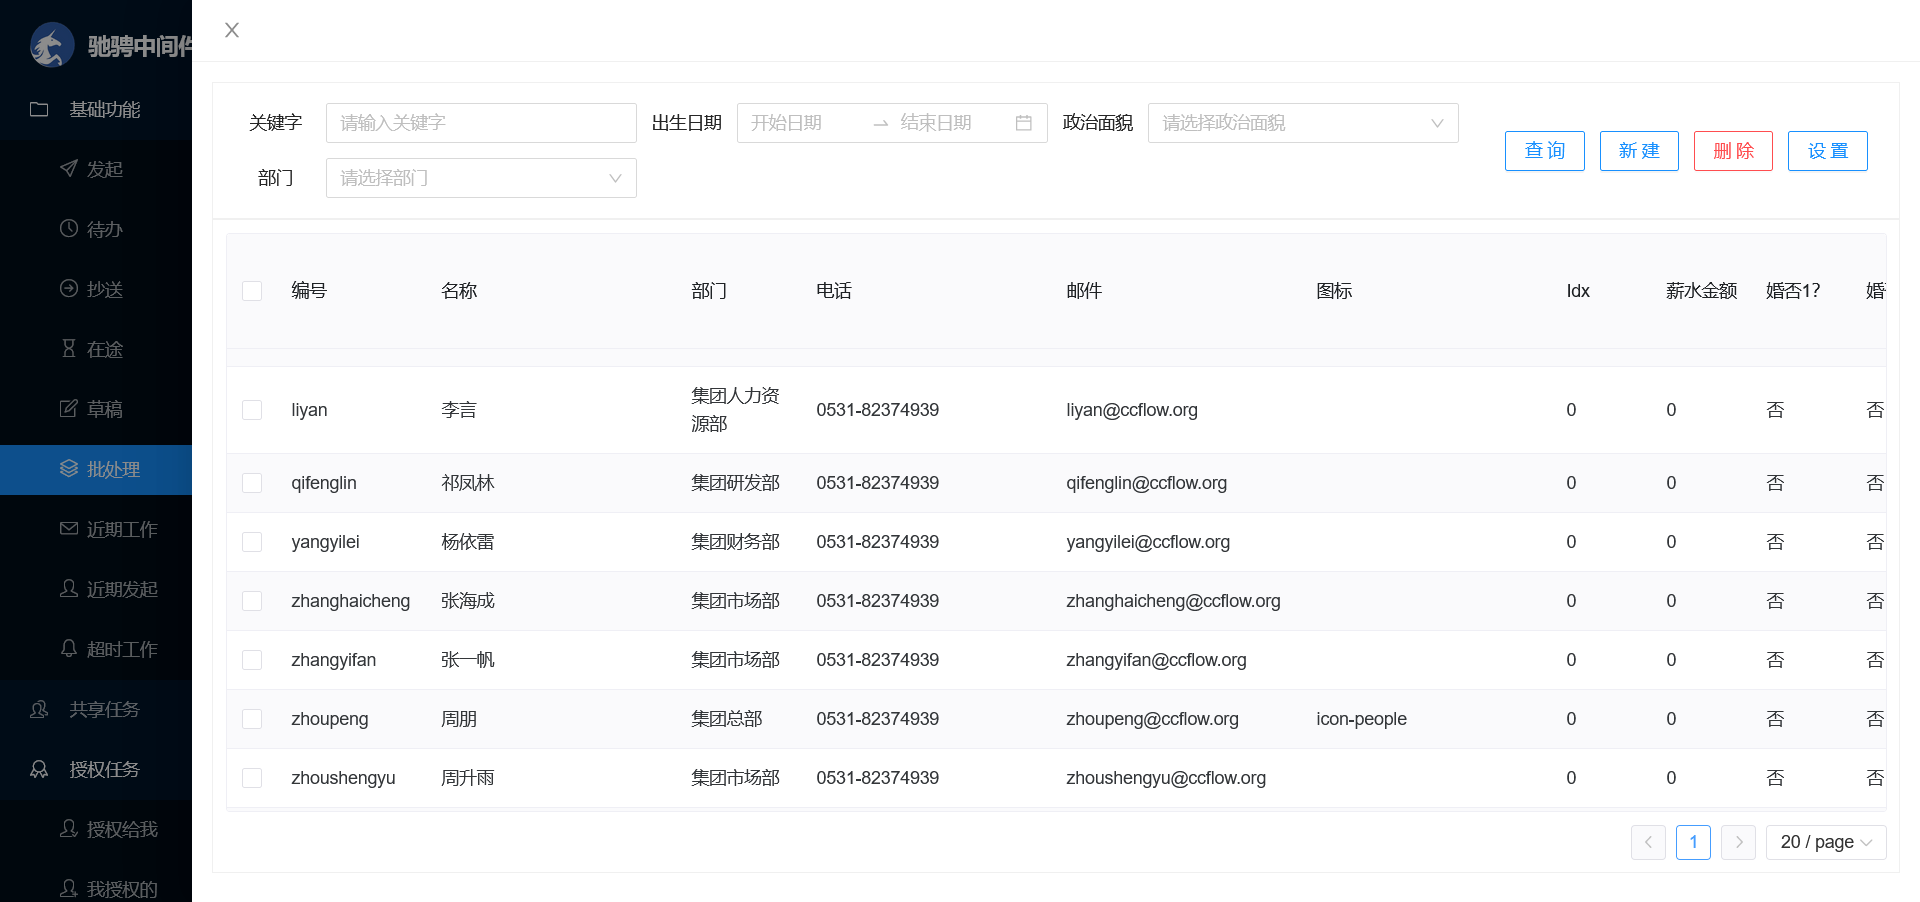 驰骋中间件
基础功能
发起
待办
抄送
在途
草稿
批处理
近期工作
近期发起
超时工作
共享任务
授权任务
授权给我
我授权的
关键字 请输入关键字 出生日期 开始日期 结束日期 政治面貌 请选择政治面貌
部门 请选择部门
查询 新建 删除 设置
编号 名称 部门 电话 邮件 图标 Idx 薪水金额 婚否1? 婚
liyan 李言 集团人力资源部 0531-82374939 liyan@ccflow.org 0 0 否 否
qifenglin 祁凤林 集团研发部 0531-82374939 qifenglin@ccflow.org 0 0 否 否
yangyilei 杨依雷 集团财务部 0531-82374939 yangyilei@ccflow.org 0 0 否 否
zhanghaicheng 张海成 集团市场部 0531-82374939 zhanghaicheng@ccflow.org 0 0 否 否
zhangyifan 张一帆 集团市场部 0531-82374939 zhangyifan@ccflow.org 0 0 否 否
zhoupeng 周朋 集团总部 0531-82374939 zhoupeng@ccflow.org icon-people 0 0 否 否
zhoushengyu 周升雨 集团市场部 0531-82374939 zhoushengyu@ccflow.org 0 0 否 否
1 20 / page